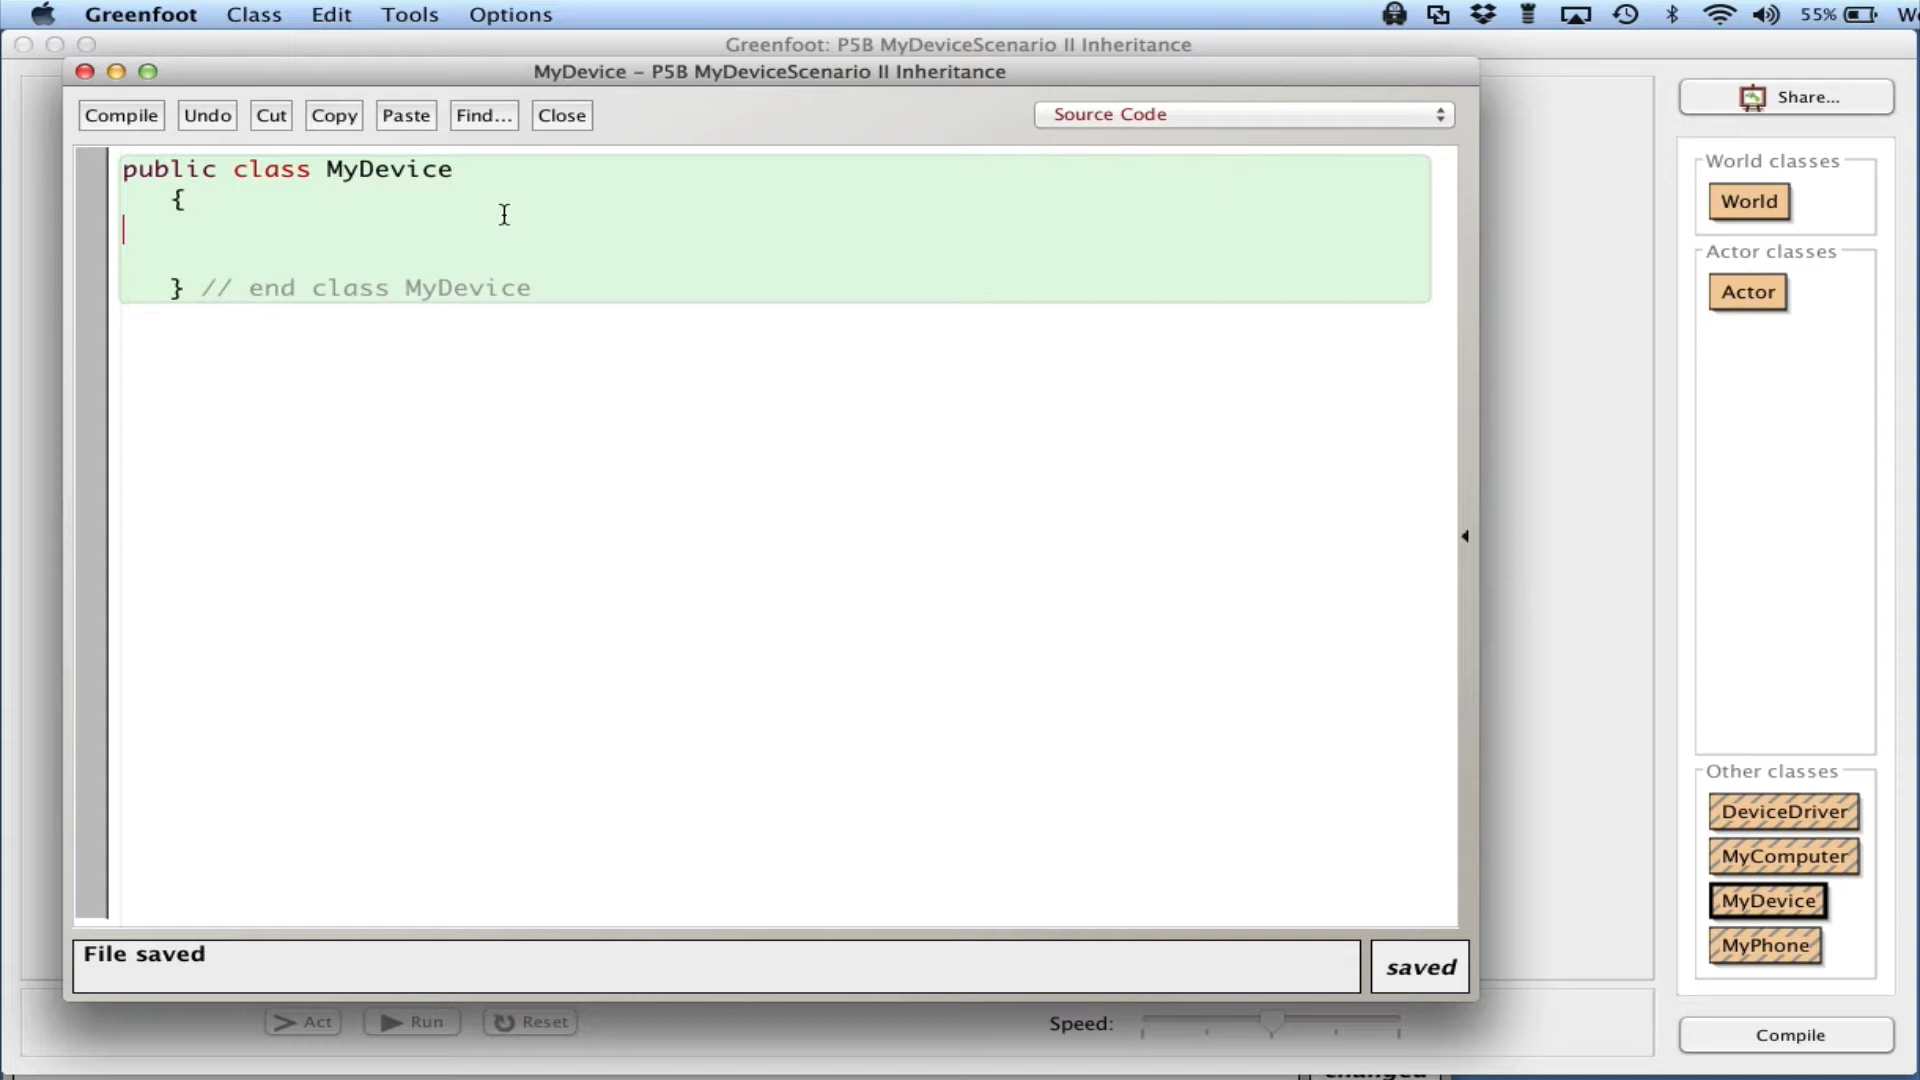 Greenfoot Class Edit Tools Options 55%
Greenfoot: P5B MyDeviceScenario II Inheritance
MyDevice – P5B MyDeviceScenario II Inheritance
Compile Undo Cut Copy Paste Find... Close Source Code
Share...
public class MyDevice
{
} // end class MyDevice
World classes
World
Actor classes
Actor
Other classes
DeviceDriver
MyComputer
MyDevice
MyPhone
File saved
saved
Act Run Reset Speed:
Compile